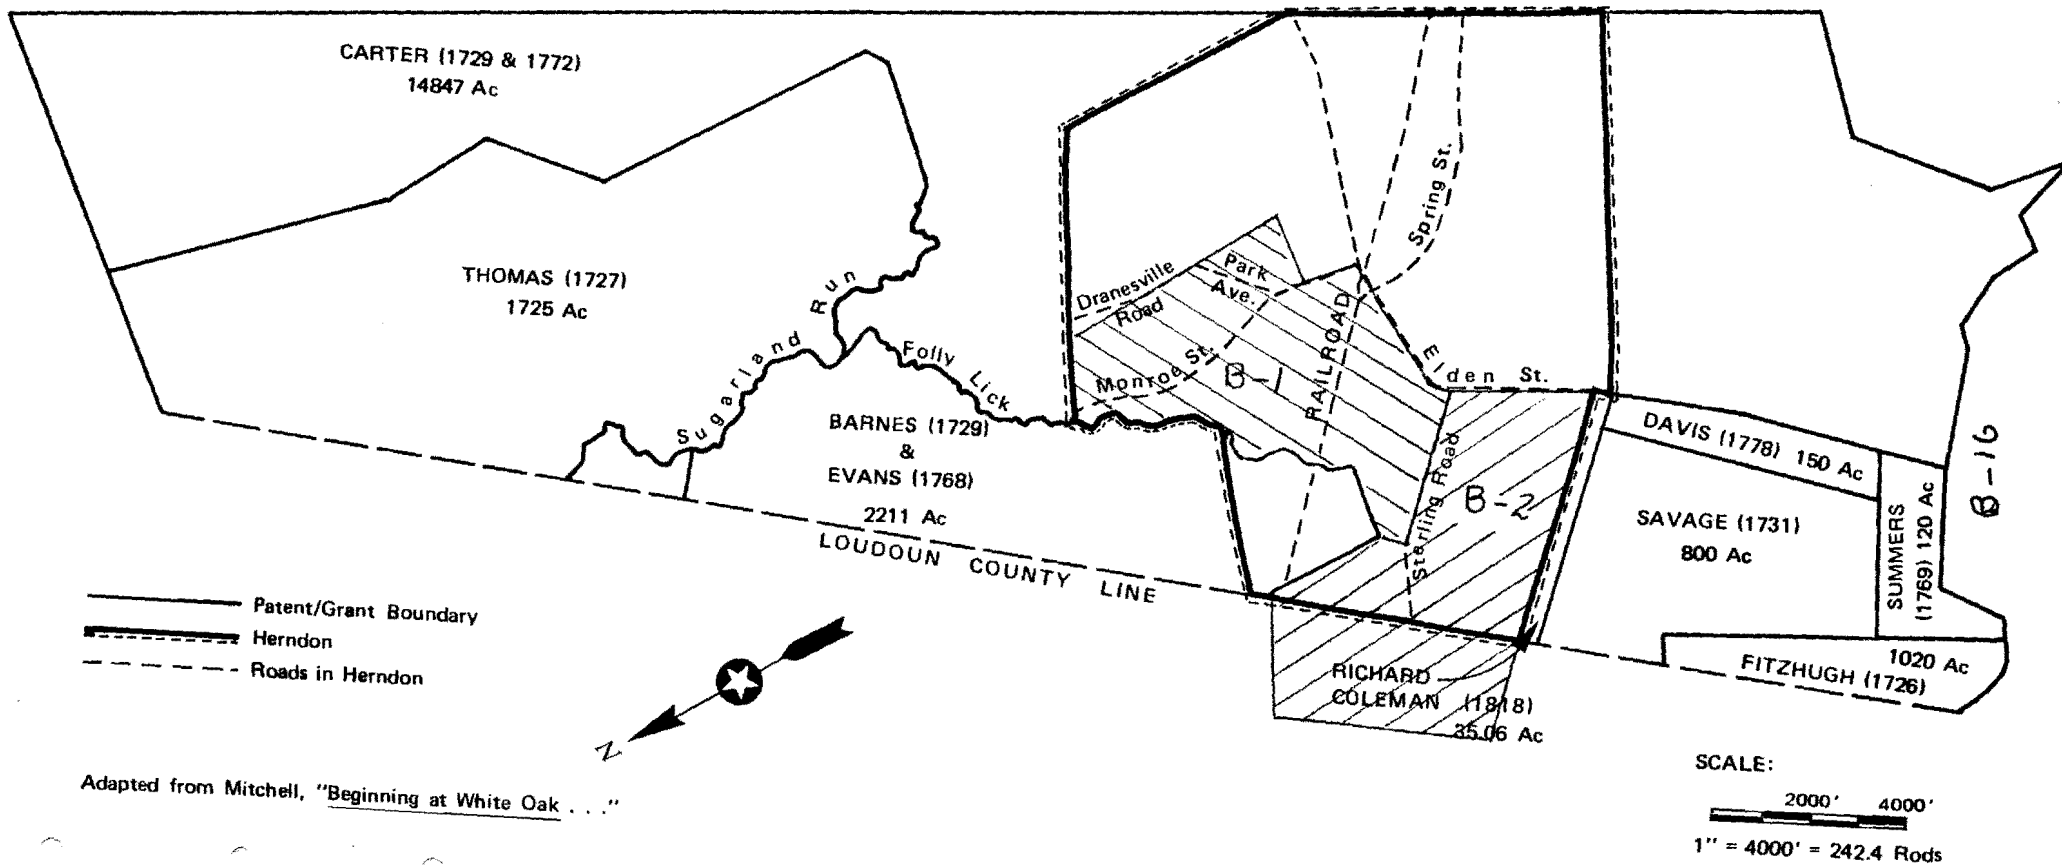 CARTER (1729 & 1772)
14847 Ac
THOMAS (1727)
1725 Ac
Sugarland Run
Folly Lick
BARNES (1729)
&
EVANS (1768)
2211 Ac
LOUDOUN COUNTY LINE
Dranesville
Road
Park
Ave.
Monroe St.
B-1
RAILROAD
Spring St.
Elden St.
Sterling Road
B-2
DAVIS (1778) 150 Ac
SAVAGE (1731)
800 Ac
SUMMERS
(1769) 120 Ac
B-16
1020 Ac
FITZHUGH (1726)
RICHARD
COLEMAN (1818)
35.06 Ac
Patent/Grant Boundary
Herndon
Roads in Herndon
N
Adapted from Mitchell, "Beginning at White Oak . . ."
SCALE:
2000' 4000'
1" = 4000' = 242.4 Rods